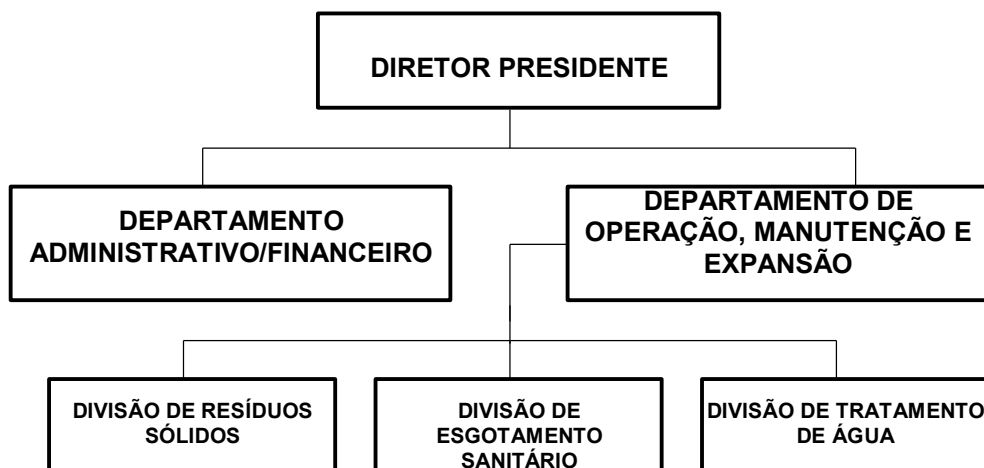 DIRETOR PRESIDENTE
DEPARTAMENTO
ADMINISTRATIVO/FINANCEIRO
DEPARTAMENTO DE
OPERAÇÃO, MANUTENÇÃO E
EXPANSÃO
DIVISÃO DE RESÍDUOS
SÓLIDOS
DIVISÃO DE
ESGOTAMENTO
SANITÁRIO
DIVISÃO DE TRATAMENTO
DE ÁGUA